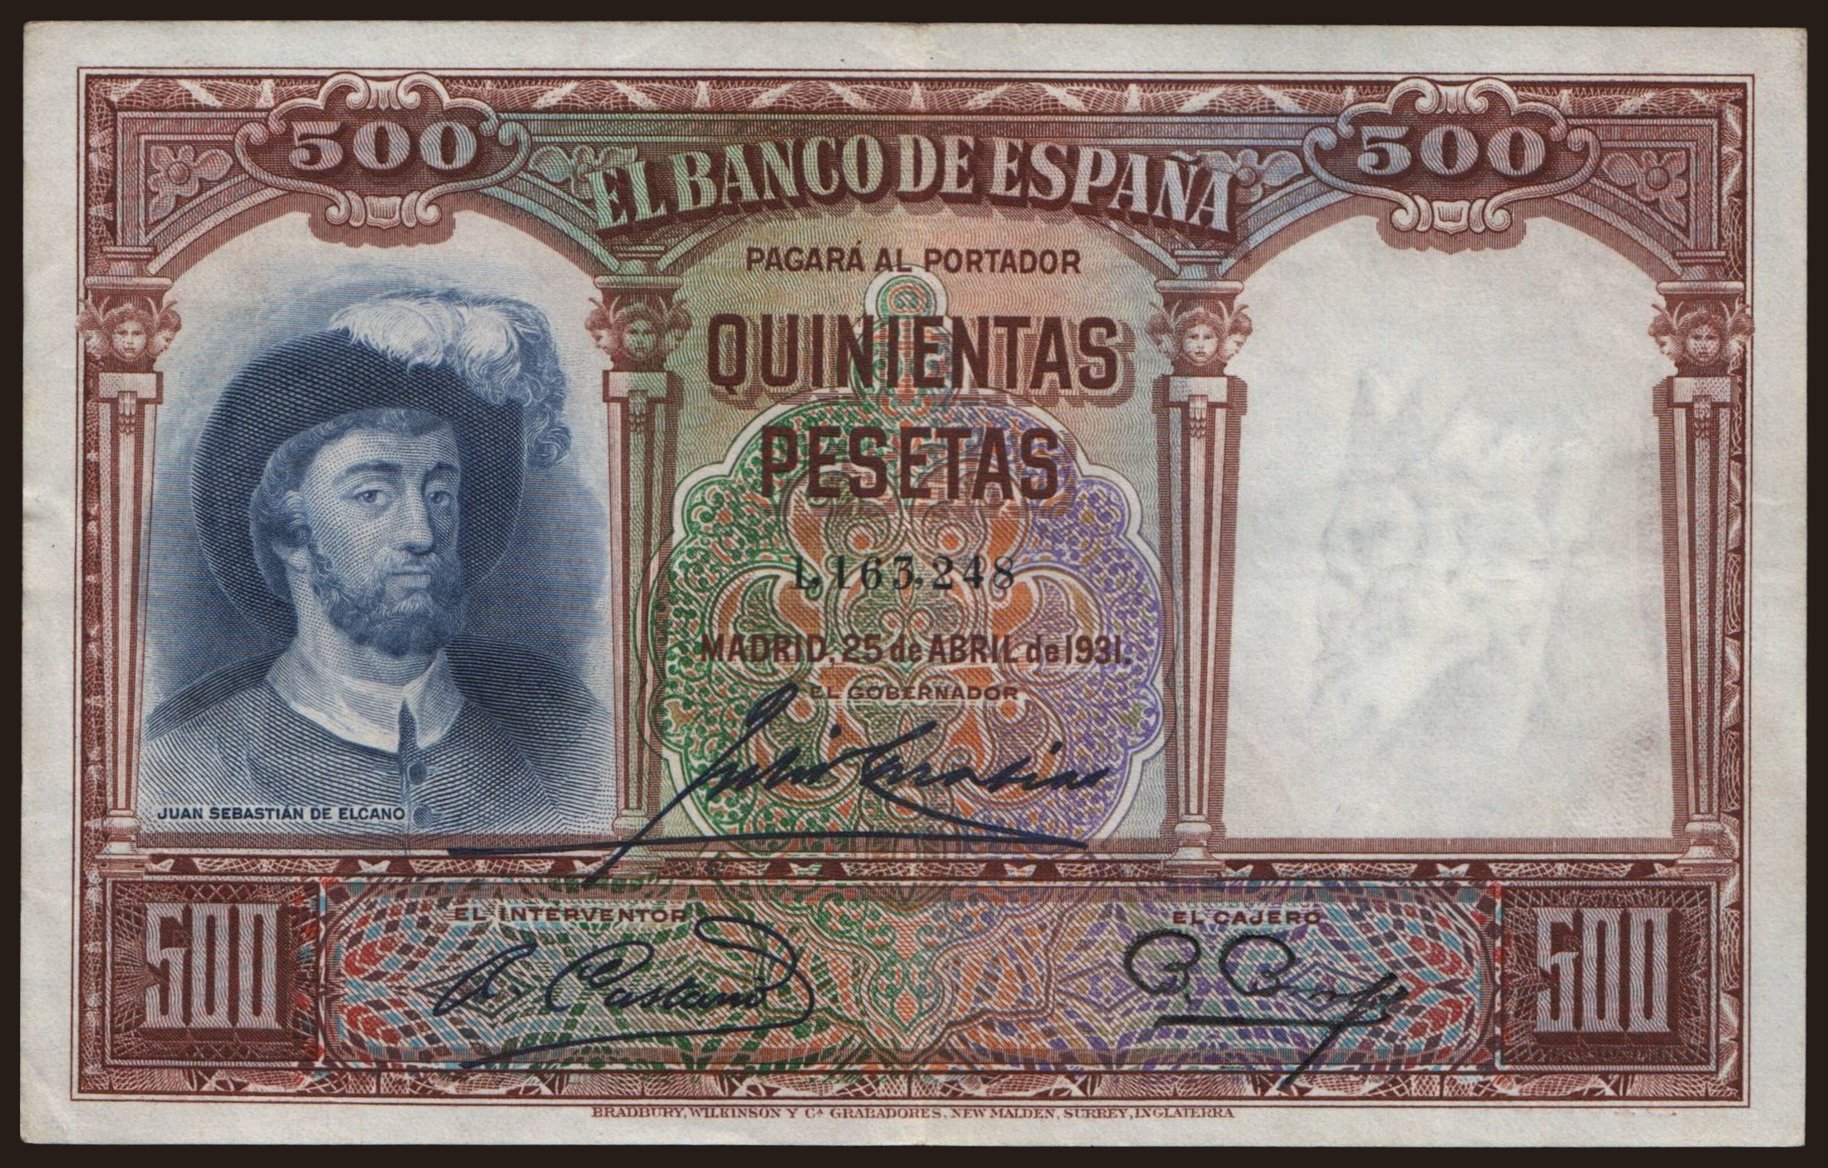 500 500
EL BANCO DE ESPAÑA
PAGARÁ AL PORTADOR
QUINIENTAS
PESETAS
1,163,248
MADRID, 25 de ABRIL de 1931.
EL GOBERNADOR
JUAN SEBASTIÁN DE ELCANO
EL INTERVENTOR EL CAJERO
500 500
BRADBURY, WILKINSON Y Cª GRABADORES, NEW MALDEN, SURREY, INGLATERRA